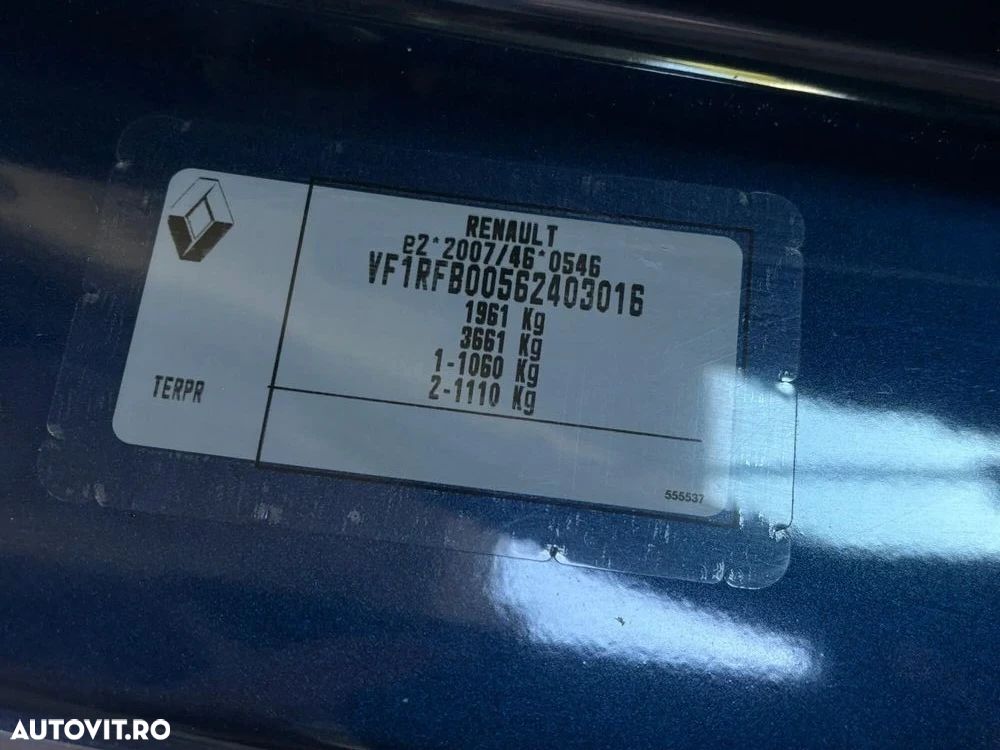 RENAULT
e2*2007/46*0546
VF1RFB00562403016
1961 Kg
3661 Kg
1-1060 Kg
2-1110 Kg
TERPR
555537
AUTOVIT.RO